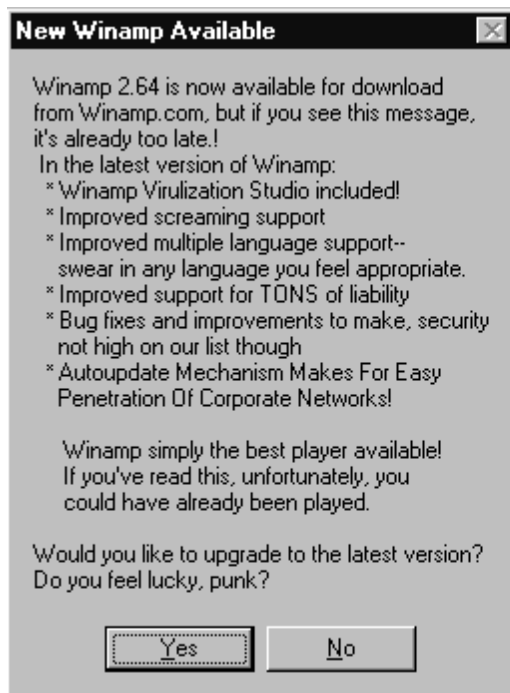 New Winamp Available
Winamp 2.64 is now available for download
from Winamp.com, but if you see this message,
it's already too late.!
In the latest version of Winamp:
* Winamp Virulization Studio included!
* Improved screaming support
* Improved multiple language support--
swear in any language you feel appropriate.
* Improved support for TONS of liability
* Bug fixes and improvements to make, security
not high on our list though
* Autoupdate Mechanism Makes For Easy
Penetration Of Corporate Networks!
Winamp simply the best player available!
If you've read this, unfortunately, you
could have already been played.
Would you like to upgrade to the latest version?
Do you feel lucky, punk?
Yes No